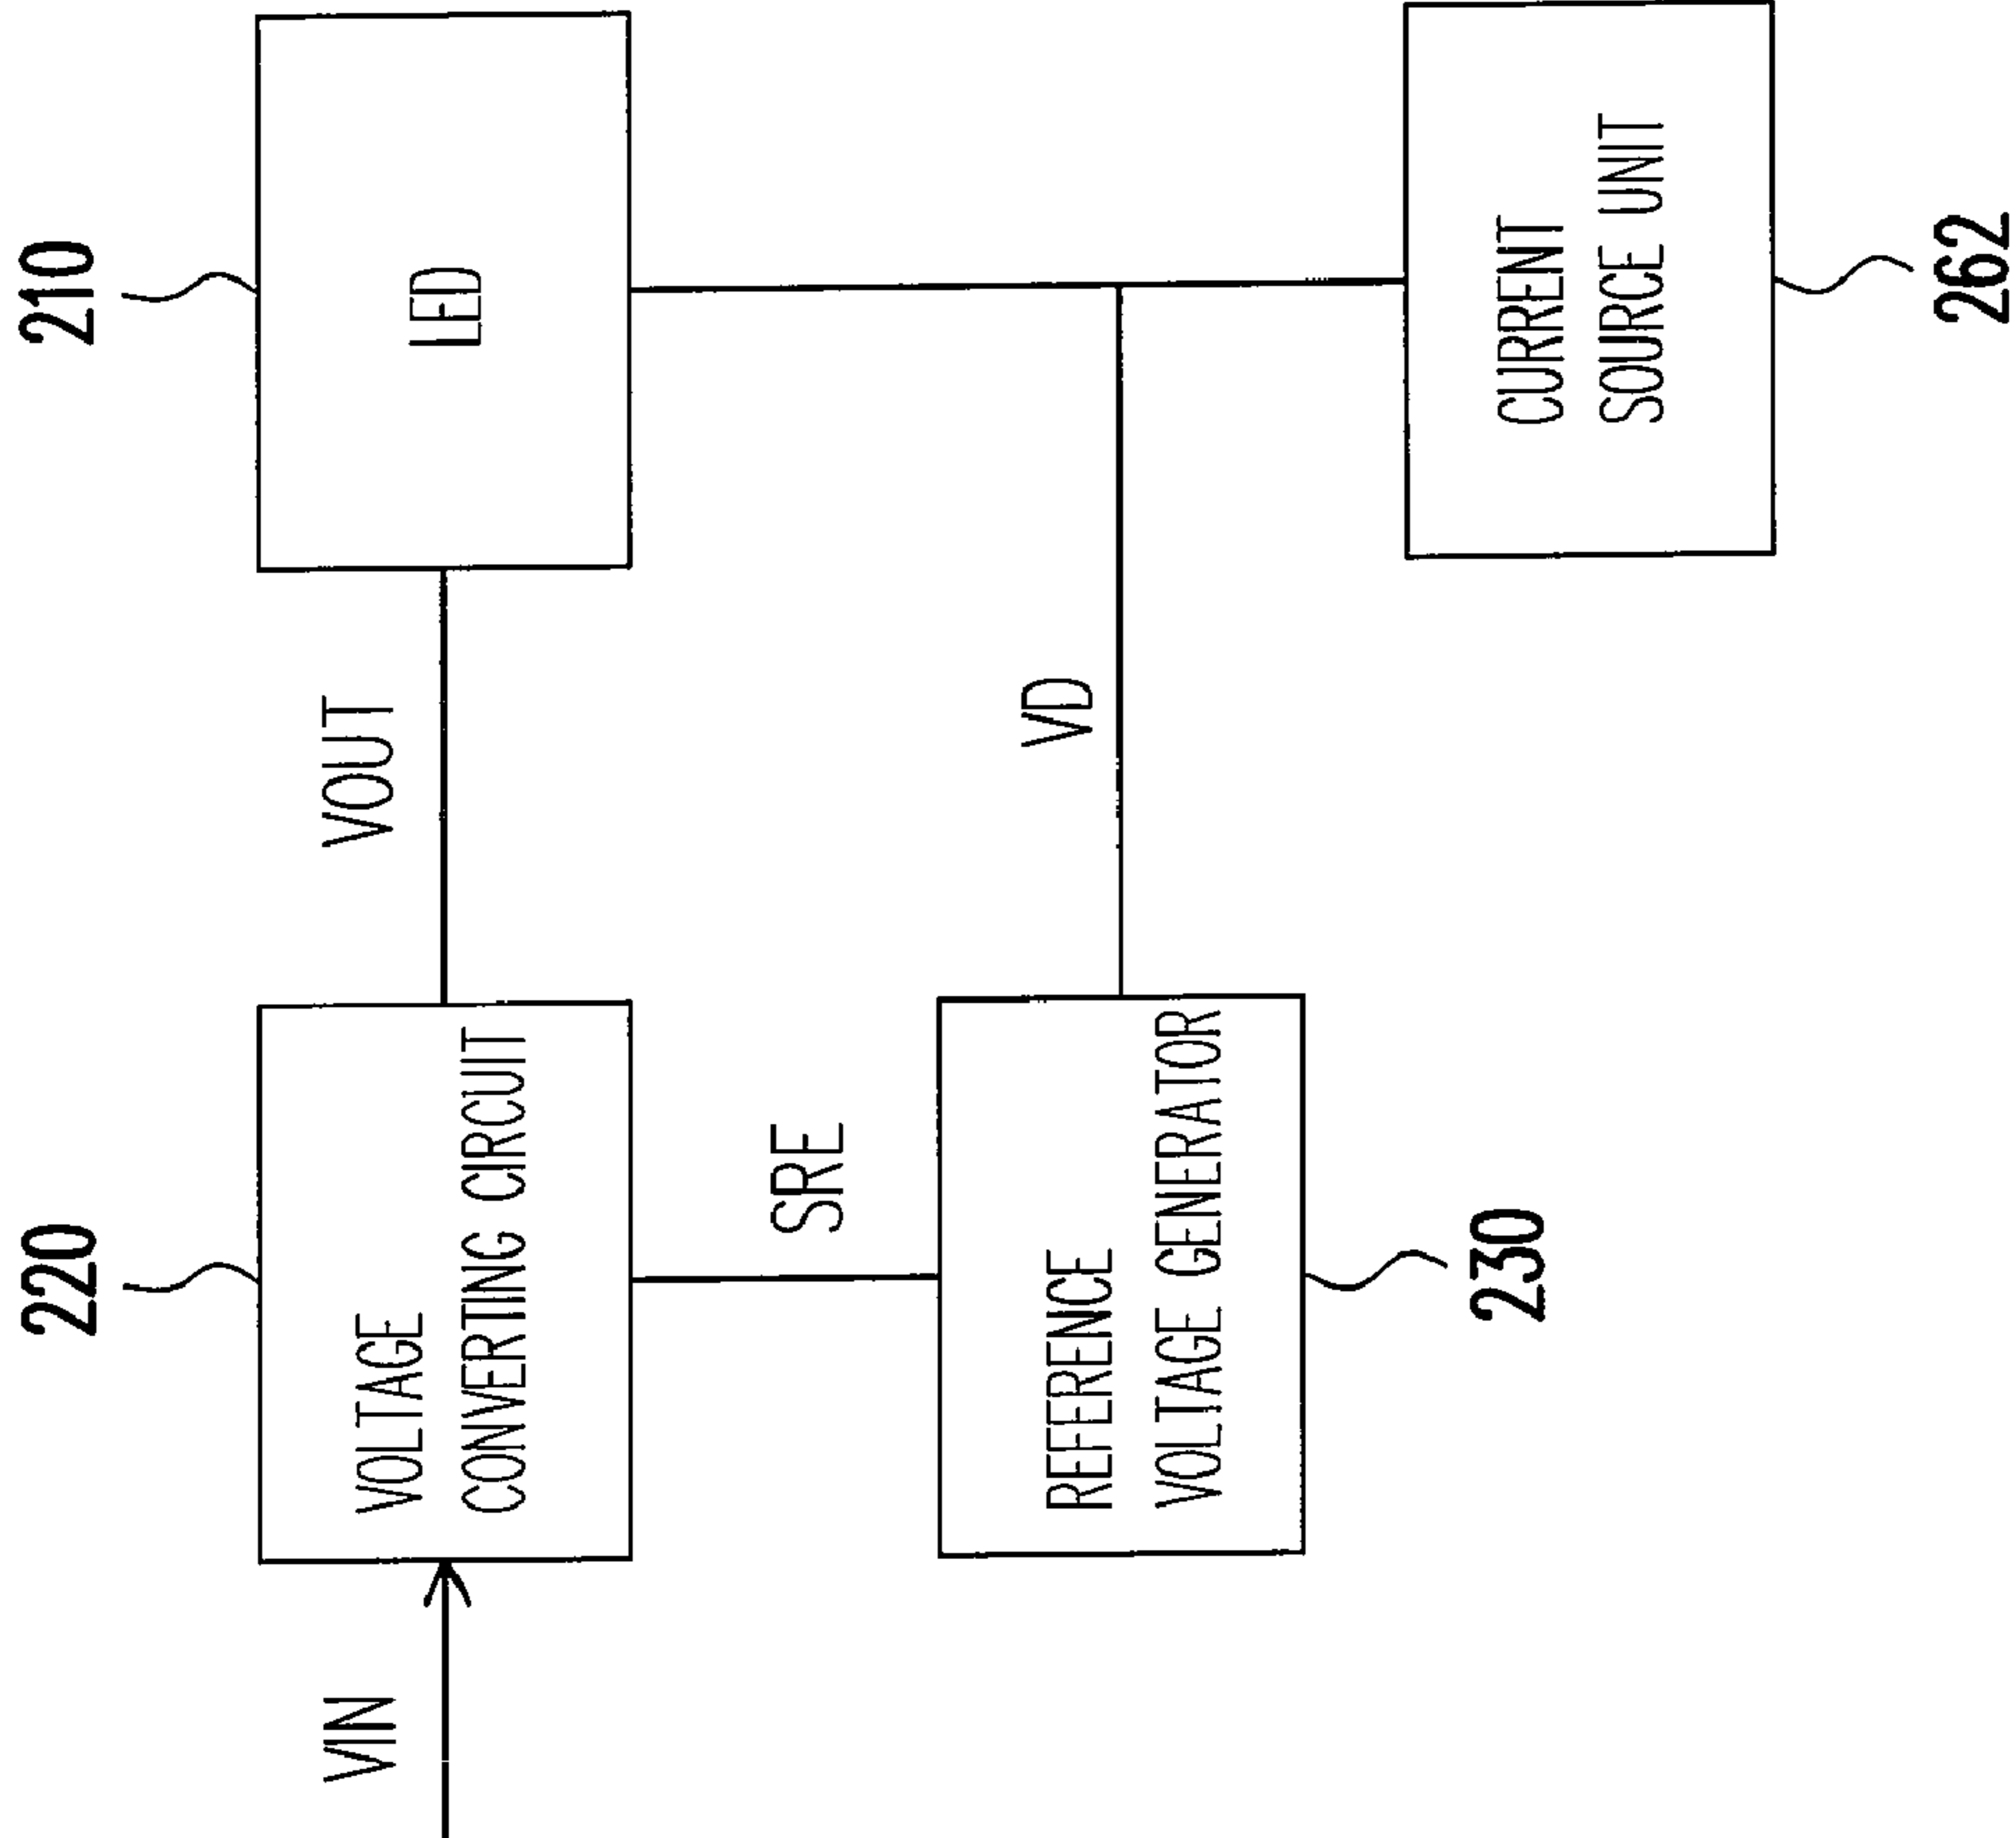 220
210
VIN
VOLTAGE
CONVERTING CIRCUIT
VOUT
LED
SRE
VD
REFERENCE
VOLTAGE GENERATOR
230
CURRENT
SOURCE UNIT
262